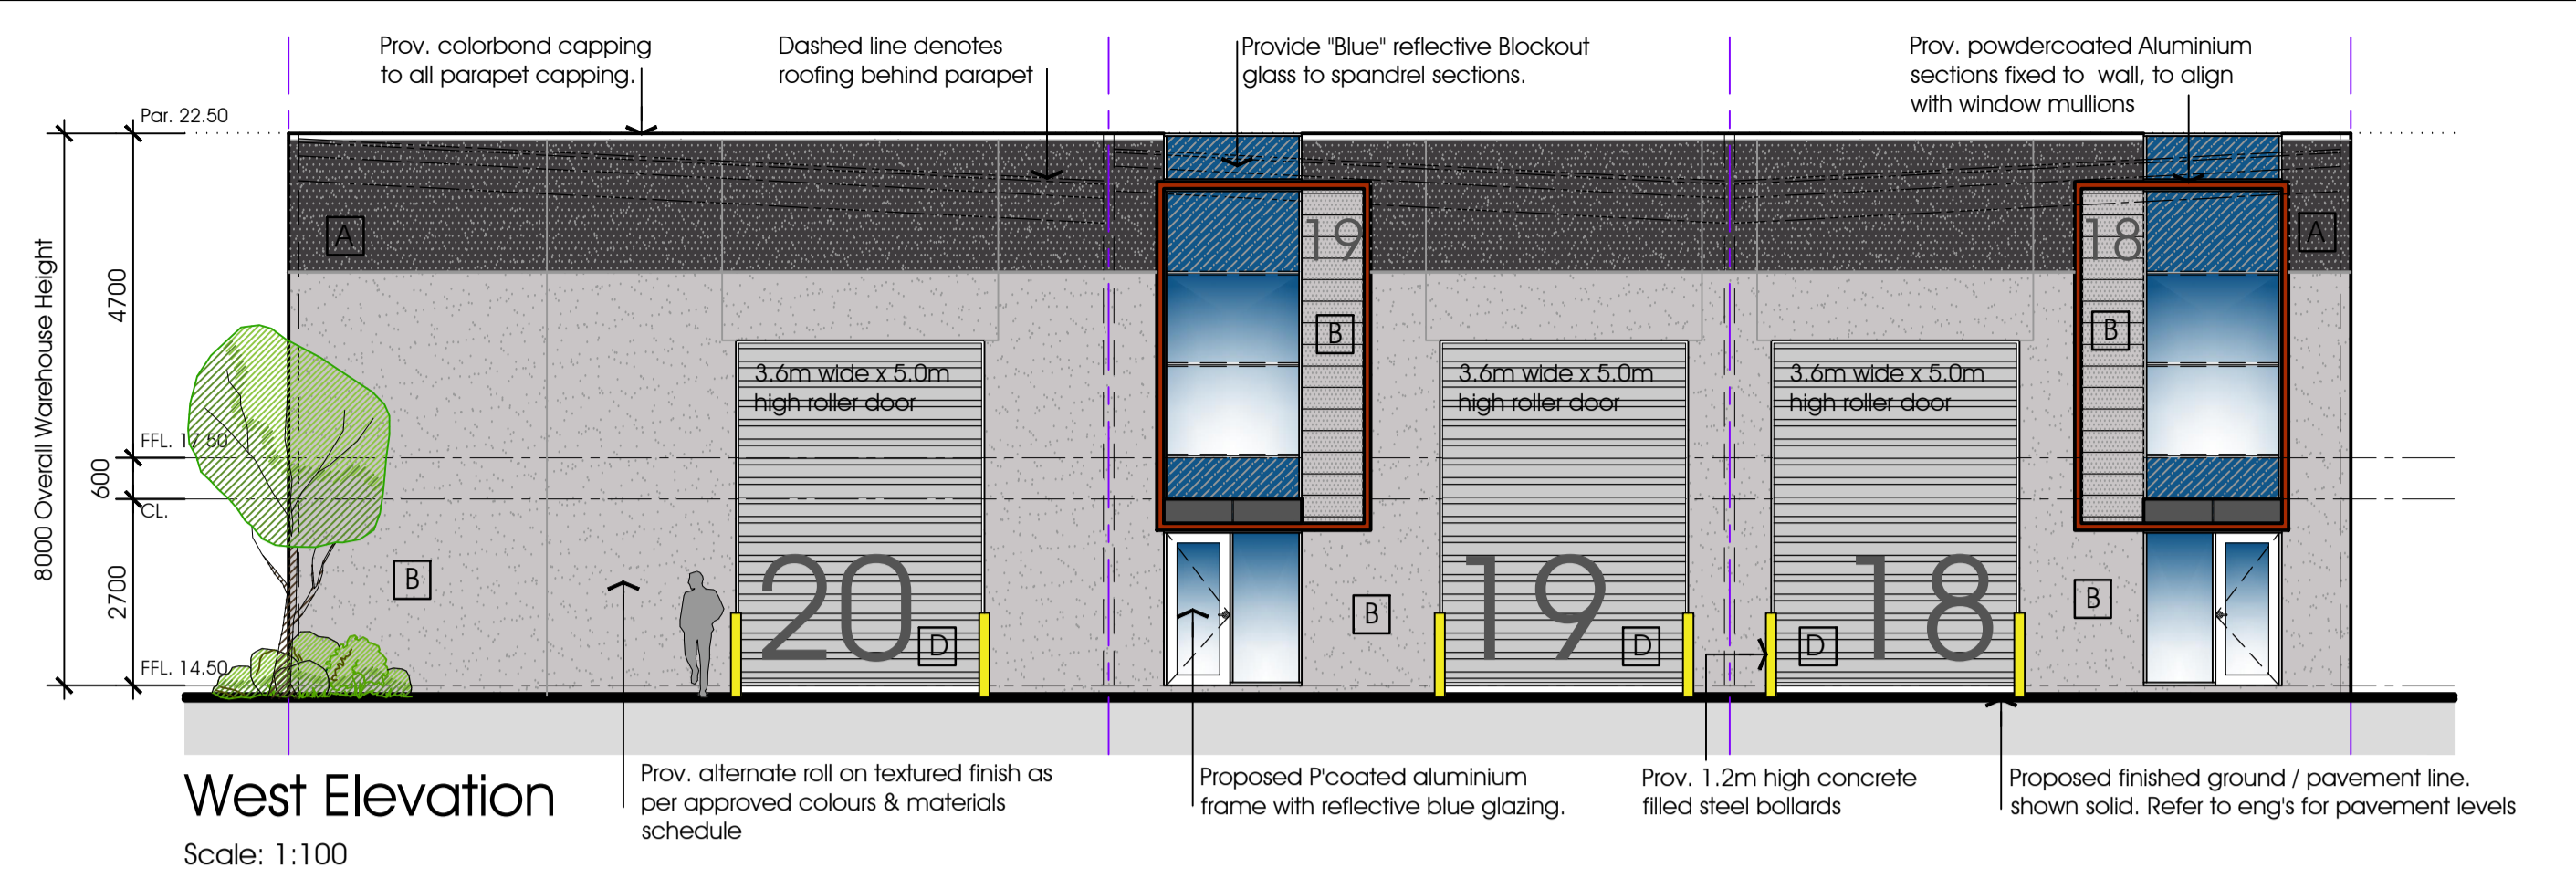 Prov. colorbond capping
to all parapet capping.
Dashed line denotes
roofing behind parapet
Provide "Blue" reflective Blockout
glass to spandrel sections.
Prov. powdercoated Aluminium
sections fixed to wall, to align
with window mullions
Par. 22.50
8000 Overall Warehouse Height
4700
600
2700
FFL. 17.50
CL.
FFL. 14.50
A
19
18
A
B
B
3.6m wide x 5.0m
high roller door
3.6m wide x 5.0m
high roller door
3.6m wide x 5.0m
high roller door
B
20
D
B
19
D
D
18
B
West Elevation
Scale: 1:100
Prov. alternate roll on textured finish as
per approved colours & materials
schedule
Proposed P'coated aluminium
frame with reflective blue glazing.
Prov. 1.2m high concrete
filled steel bollards
Proposed finished ground / pavement line.
shown solid. Refer to eng's for pavement levels